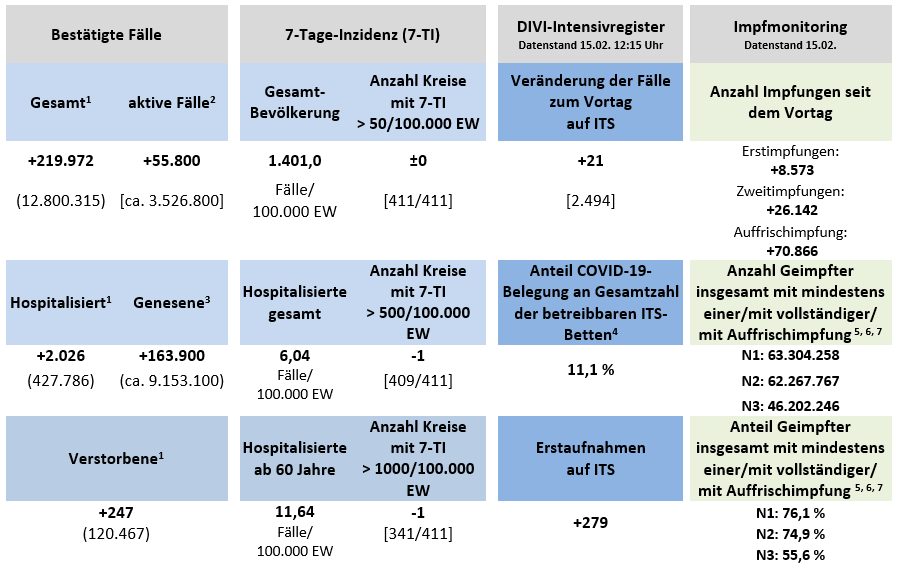 Bestätigte Fälle
7-Tage-Inzidenz (7-TI)
DIVI-Intensivregister
Datenstand 15.02. 12:15 Uhr
Impfmonitoring
Datenstand 15.02.
Gesamt¹
aktive Fälle²
Gesamt-
Bevölkerung
Anzahl Kreise
mit 7-TI
> 50/100.000 EW
Veränderung der Fälle
zum Vortag
auf ITS
Anzahl Impfungen seit
dem Vortag
+219.972
(12.800.315)
+55.800
[ca. 3.526.800]
1.401,0
Fälle/
100.000 EW
±0
[411/411]
+21
[2.494]
Erstimpfungen:
+8.573
Zweitimpfungen:
+26.142
Auffrischimpfung:
+70.866
Hospitalisiert¹
Genesene³
Hospitalisierte
gesamt
Anzahl Kreise
mit 7-TI
> 500/100.000
EW
Anteil COVID-19-
Belegung an Gesamtzahl
der betreibbaren ITS-
Betten⁴
Anzahl Geimpfter
insgesamt mit mindestens
einer/mit vollständiger/
mit Auffrischimpfung ⁵, ⁶, ⁷
+2.026
(427.786)
+163.900
(ca. 9.153.100)
6,04
Fälle/
100.000 EW
-1
[409/411]
11,1 %
N1: 63.304.258
N2: 62.267.767
N3: 46.202.246
Verstorbene¹
Hospitalisierte
ab 60 Jahre
Anzahl Kreise
mit 7-TI
> 1000/100.000
EW
Erstaufnahmen
auf ITS
Anteil Geimpfter
insgesamt mit mindestens
einer/mit vollständiger/
mit Auffrischimpfung ⁵, ⁶, ⁷
+247
(120.467)
11,64
Fälle/
100.000 EW
-1
[341/411]
+279
N1: 76,1 %
N2: 74,9 %
N3: 55,6 %